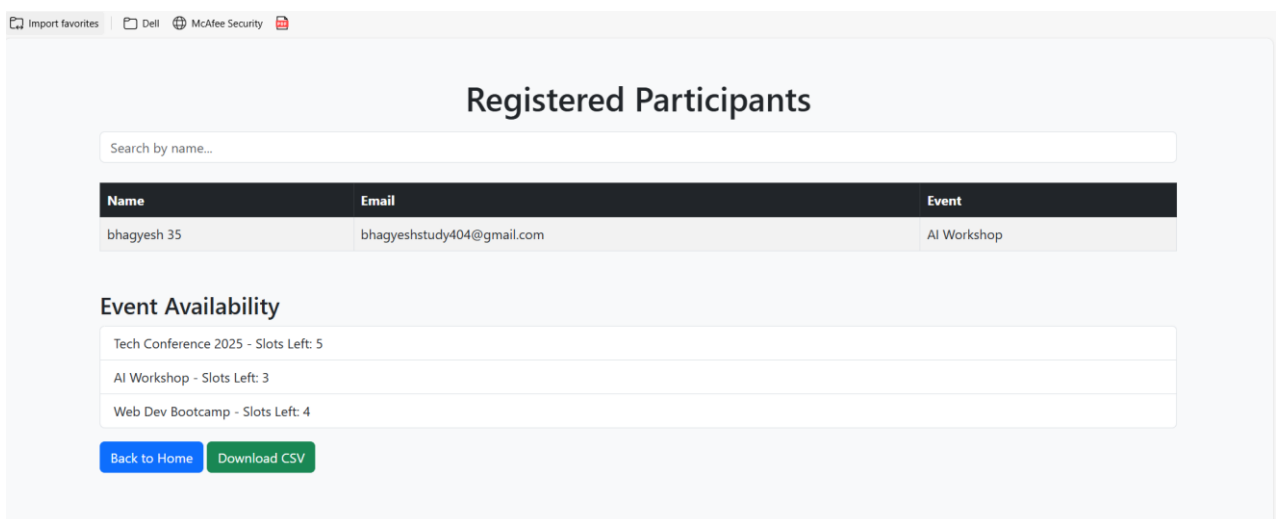 Import favorites Dell McAfee Security PDF
Registered Participants
Search by name...
Name Email Event
bhagyesh 35 bhagyeshstudy404@gmail.com AI Workshop
Event Availability
Tech Conference 2025 - Slots Left: 5
AI Workshop - Slots Left: 3
Web Dev Bootcamp - Slots Left: 4
Back to Home Download CSV